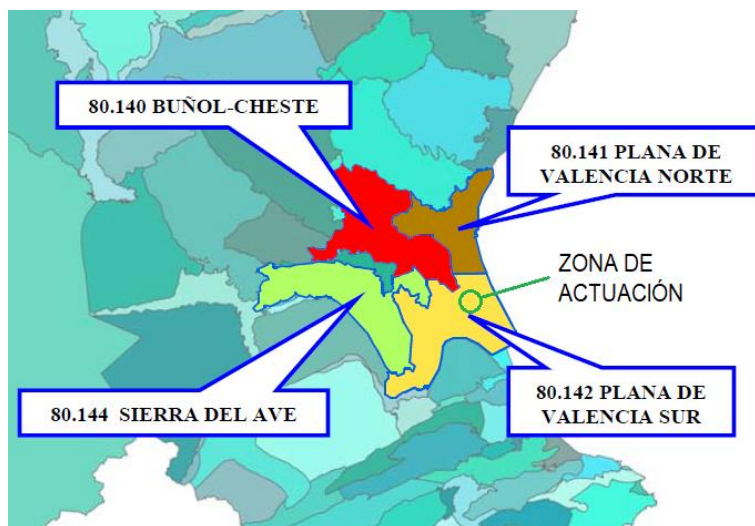 80.140 BUÑOL-CHESTE
80.141 PLANA DE
VALENCIA NORTE
ZONA DE
ACTUACIÓN
80.144 SIERRA DEL AVE
80.142 PLANA DE
VALENCIA SUR